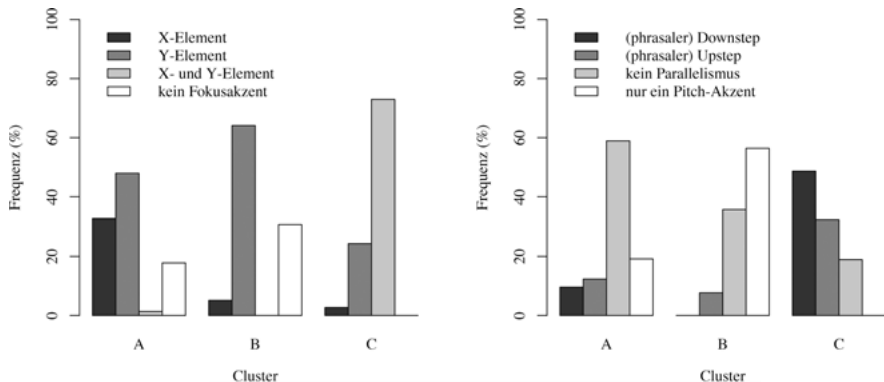 100
80
60
40
20
0
Frequenz (%)
X-Element
Y-Element
X- und Y-Element
kein Fokusakzent
A B C
Cluster
100
80
60
40
20
0
Frequenz (%)
(phrasaler) Downstep
(phrasaler) Upstep
kein Parallelismus
nur ein Pitch-Akzent
A B C
Cluster